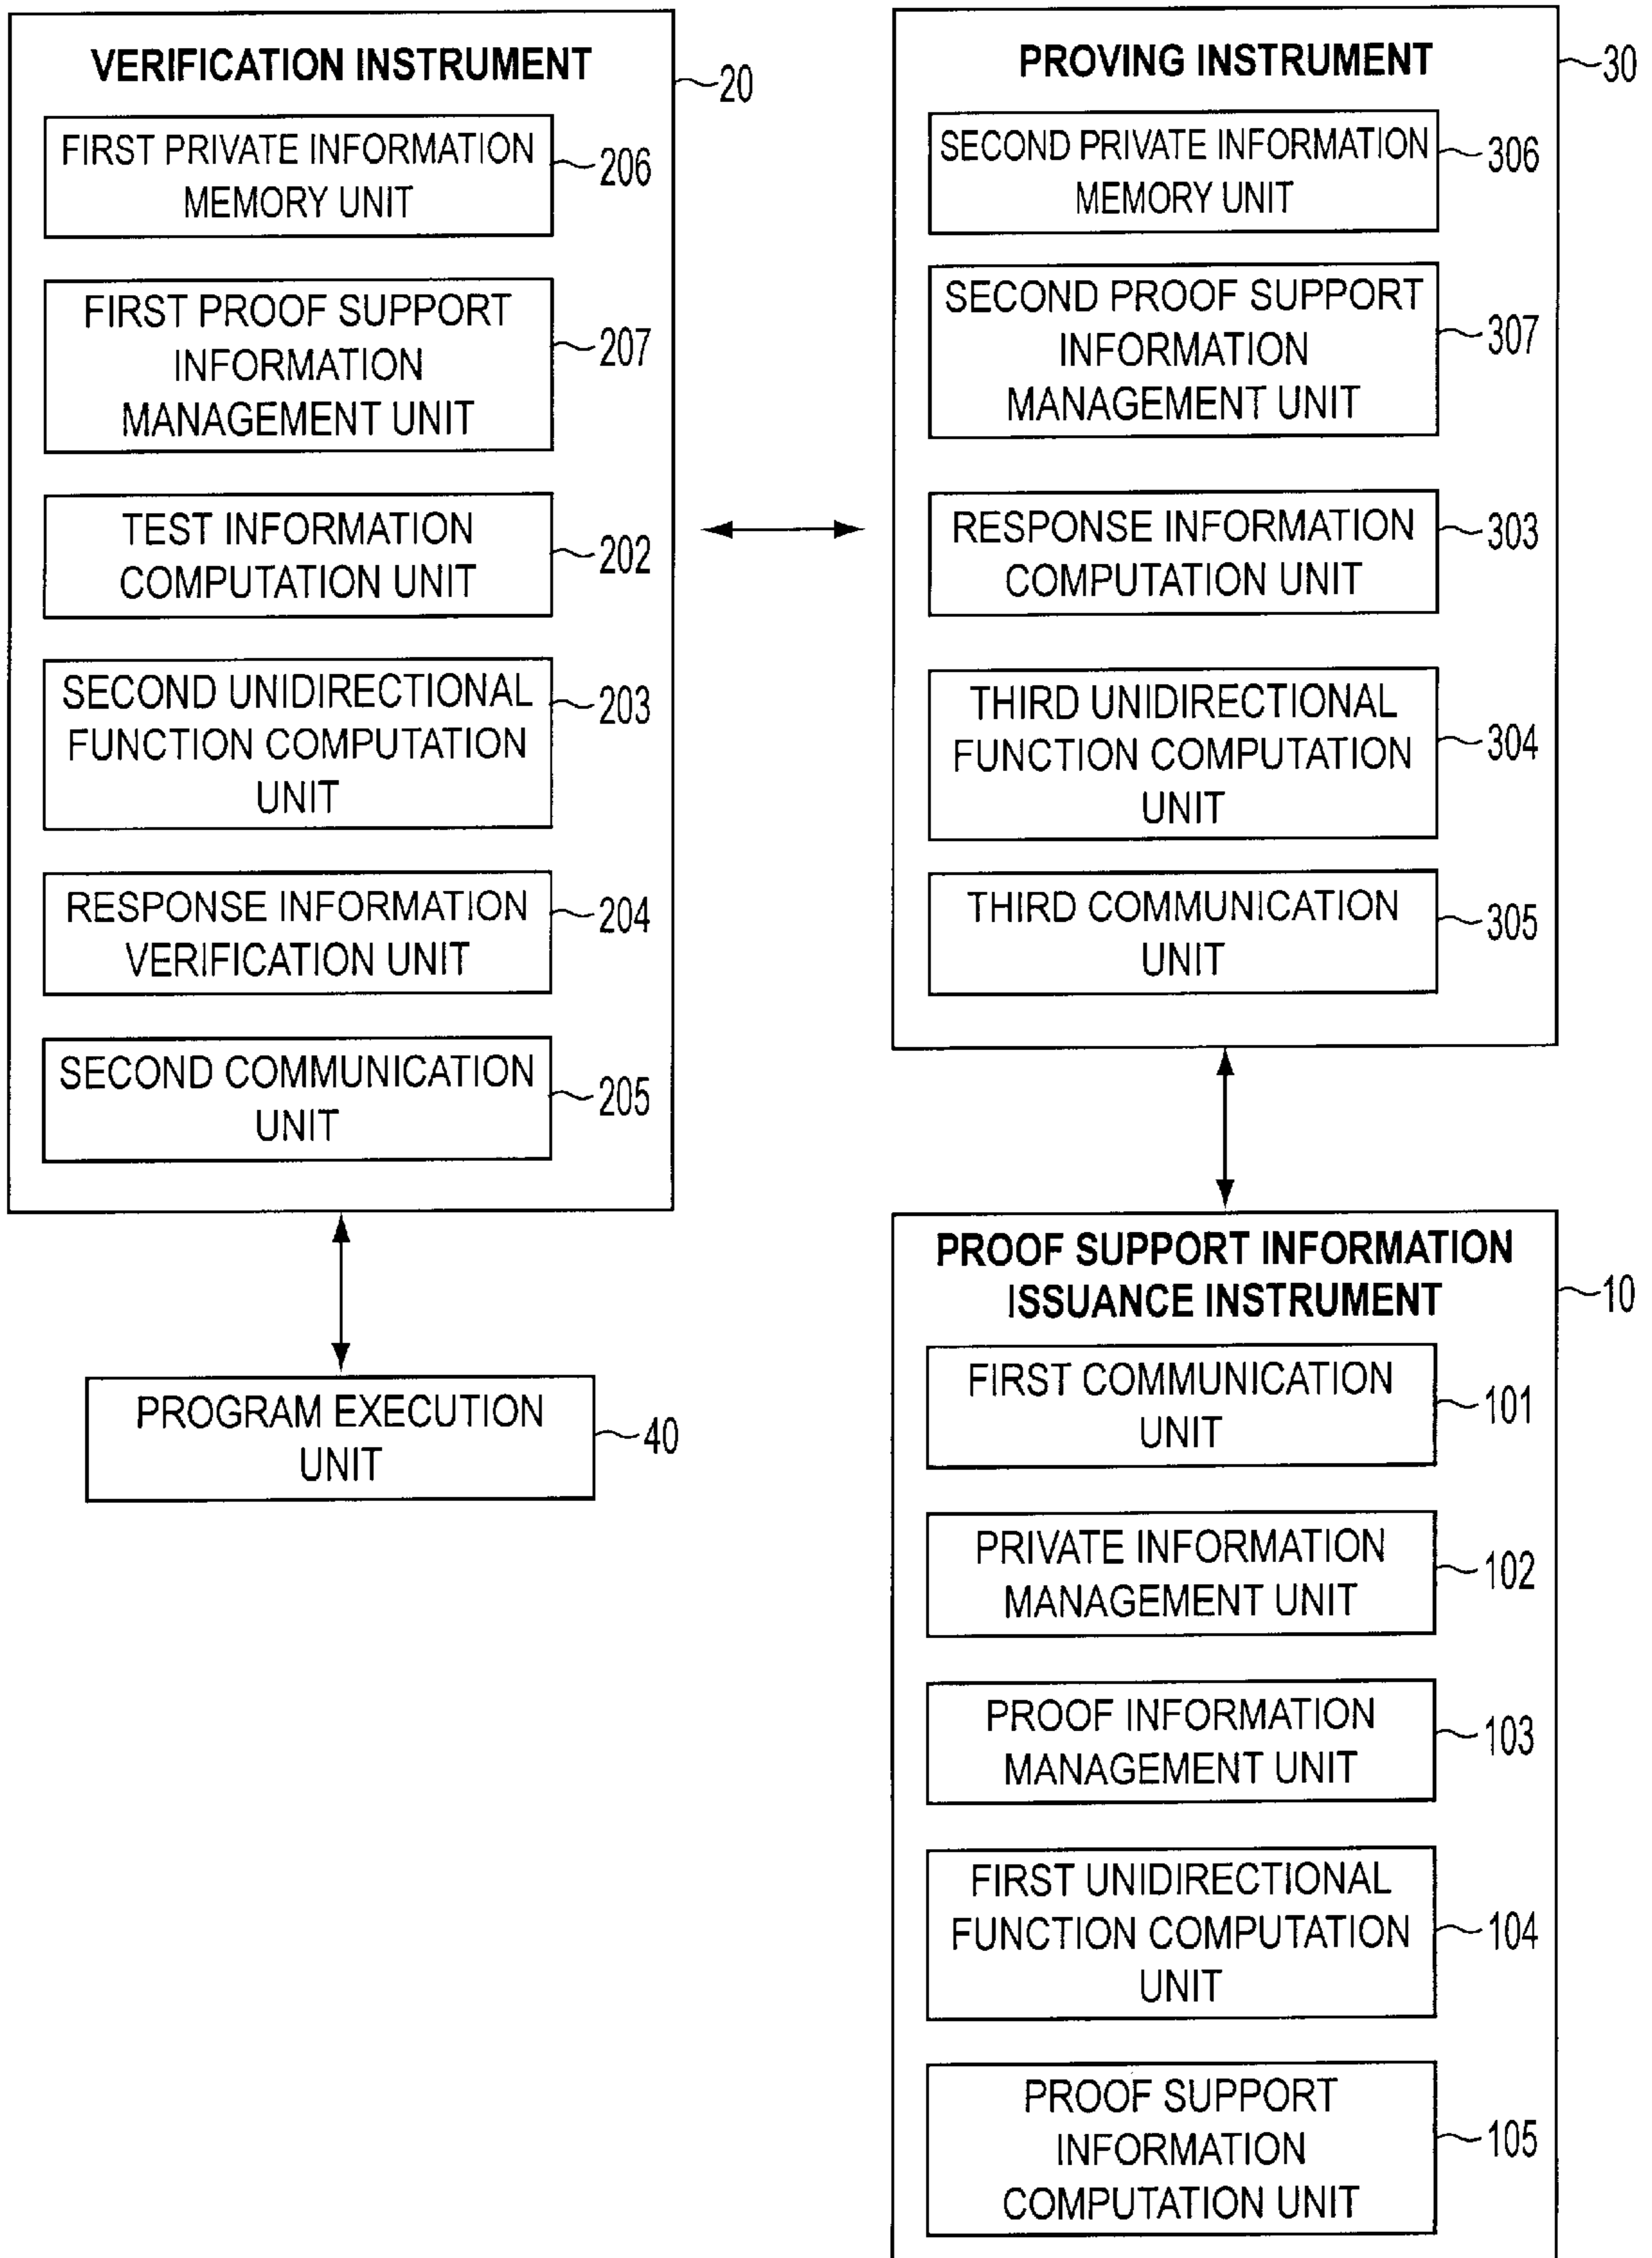 VERIFICATION INSTRUMENT
20
FIRST PRIVATE INFORMATION
MEMORY UNIT
206
FIRST PROOF SUPPORT
INFORMATION
MANAGEMENT UNIT
207
TEST INFORMATION
COMPUTATION UNIT
202
SECOND UNIDIRECTIONAL
FUNCTION COMPUTATION
UNIT
203
RESPONSE INFORMATION
VERIFICATION UNIT
204
SECOND COMMUNICATION
UNIT
205
PROGRAM EXECUTION
UNIT
40
PROVING INSTRUMENT
30
SECOND PRIVATE INFORMATION
MEMORY UNIT
306
SECOND PROOF SUPPORT
INFORMATION
MANAGEMENT UNIT
307
RESPONSE INFORMATION
COMPUTATION UNIT
303
THIRD UNIDIRECTIONAL
FUNCTION COMPUTATION
UNIT
304
THIRD COMMUNICATION
UNIT
305
PROOF SUPPORT INFORMATION
ISSUANCE INSTRUMENT
10
FIRST COMMUNICATION
UNIT
101
PRIVATE INFORMATION
MANAGEMENT UNIT
102
PROOF INFORMATION
MANAGEMENT UNIT
103
FIRST UNIDIRECTIONAL
FUNCTION COMPUTATION
UNIT
104
PROOF SUPPORT
INFORMATION
COMPUTATION UNIT
105